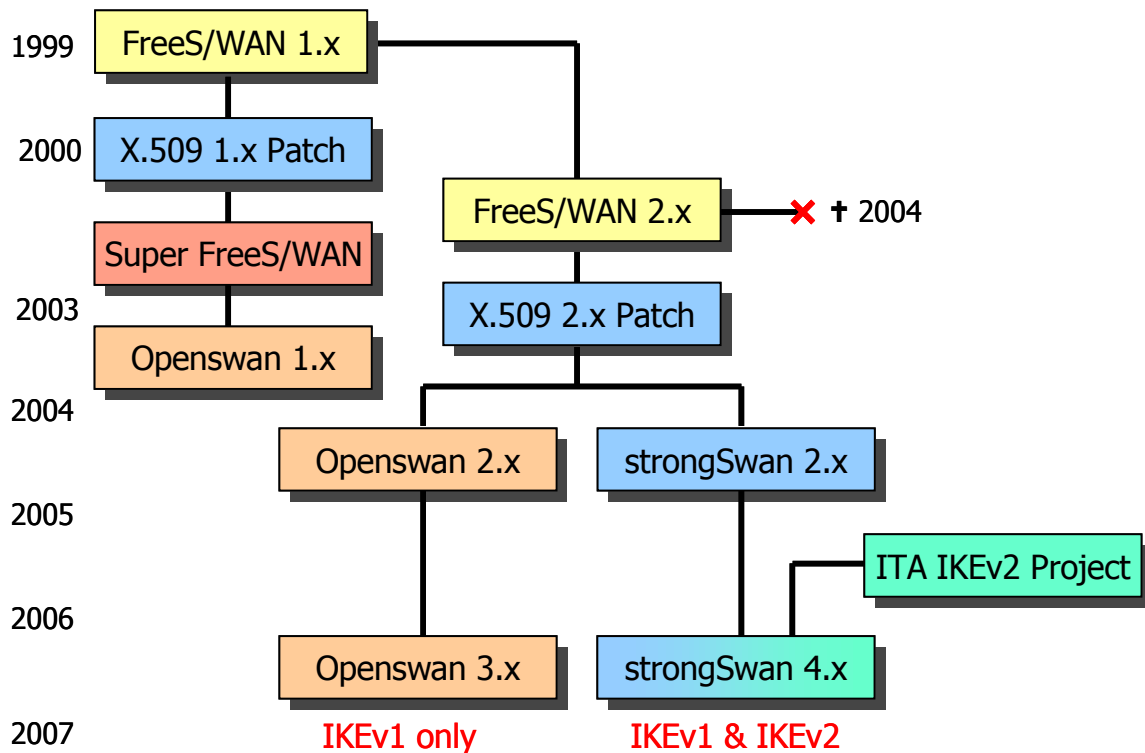 1999
FreeS/WAN 1.x
2000
X.509 1.x Patch
FreeS/WAN 2.x
✝ 2004
Super FreeS/WAN
2003
X.509 2.x Patch
Openswan 1.x
2004
Openswan 2.x
strongSwan 2.x
2005
ITA IKEv2 Project
2006
Openswan 3.x
strongSwan 4.x
2007
IKEv1 only
IKEv1 & IKEv2